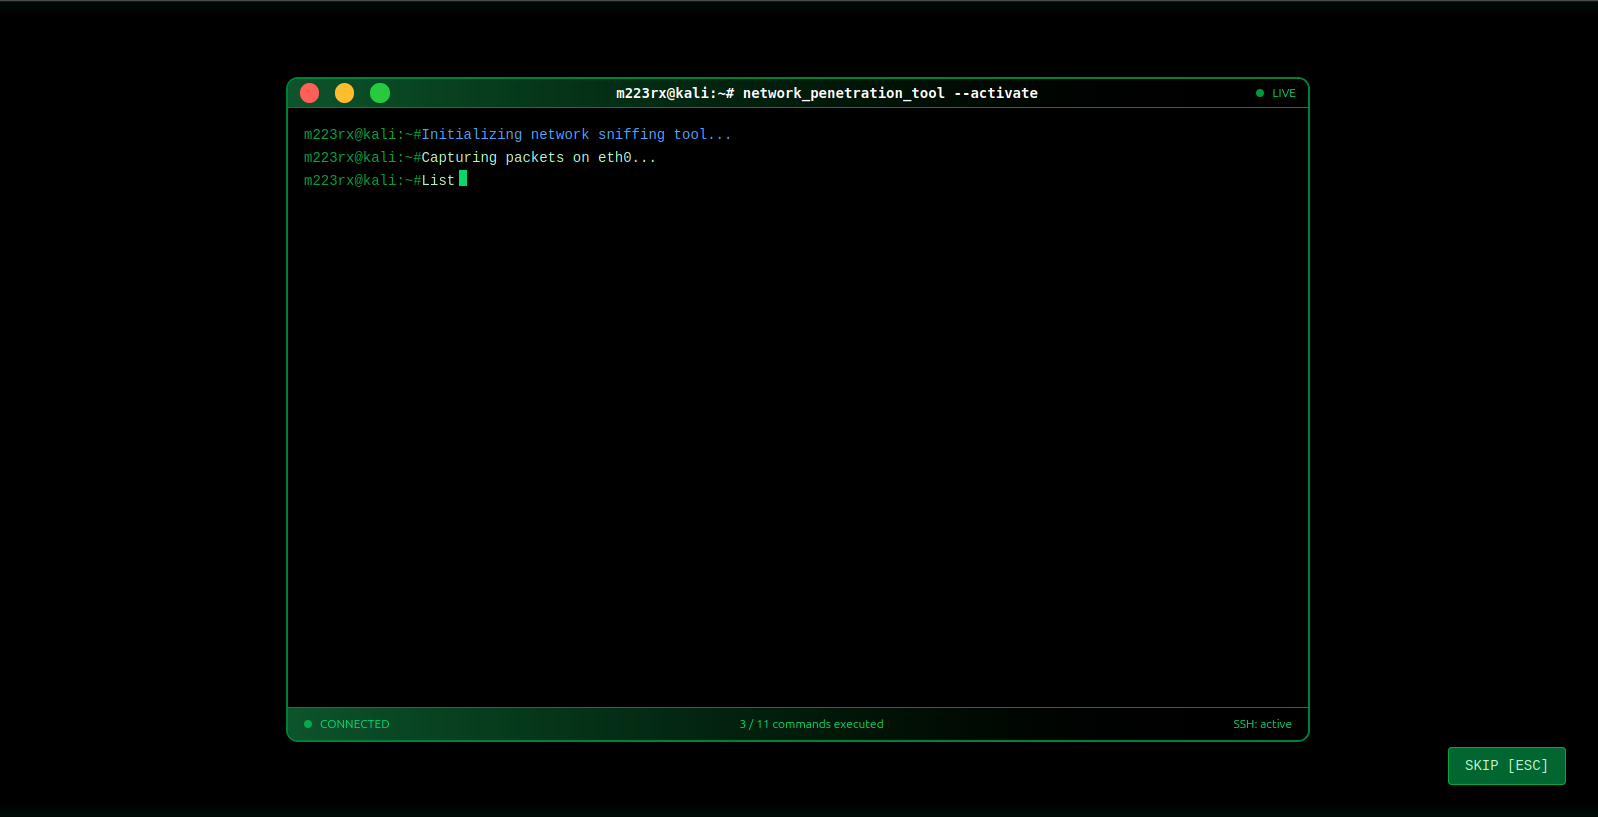 m223rx@kali:~# network_penetration_tool --activate
LIVE
m223rx@kali:~#Initializing network sniffing tool...
m223rx@kali:~#Capturing packets on eth0...
m223rx@kali:~#List
CONNECTED
3 / 11 commands executed
SSH: active
SKIP [ESC]